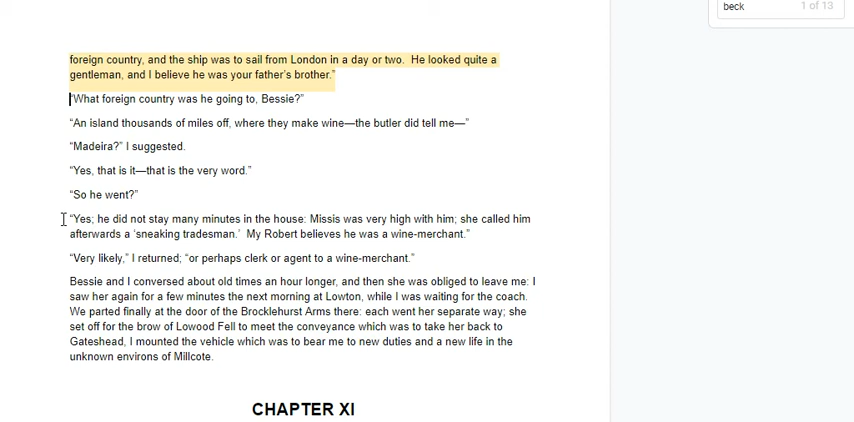 beck 1 of 13
foreign country, and the ship was to sail from London in a day or two.  He looked quite a
gentleman, and I believe he was your father’s brother.”
“What foreign country was he going to, Bessie?”
“An island thousands of miles off, where they make wine—the butler did tell me—”
“Madeira?” I suggested.
“Yes, that is it—that is the very word.”
“So he went?”
“Yes; he did not stay many minutes in the house: Missis was very high with him; she called him
afterwards a ‘sneaking tradesman.’  My Robert believes he was a wine-merchant.”
“Very likely,” I returned; “or perhaps clerk or agent to a wine-merchant.”
Bessie and I conversed about old times an hour longer, and then she was obliged to leave me: I
saw her again for a few minutes the next morning at Lowton, while I was waiting for the coach.
We parted finally at the door of the Brocklehurst Arms there: each went her separate way; she
set off for the brow of Lowood Fell to meet the conveyance which was to take her back to
Gateshead, I mounted the vehicle which was to bear me to new duties and a new life in the
unknown environs of Millcote.
CHAPTER XI